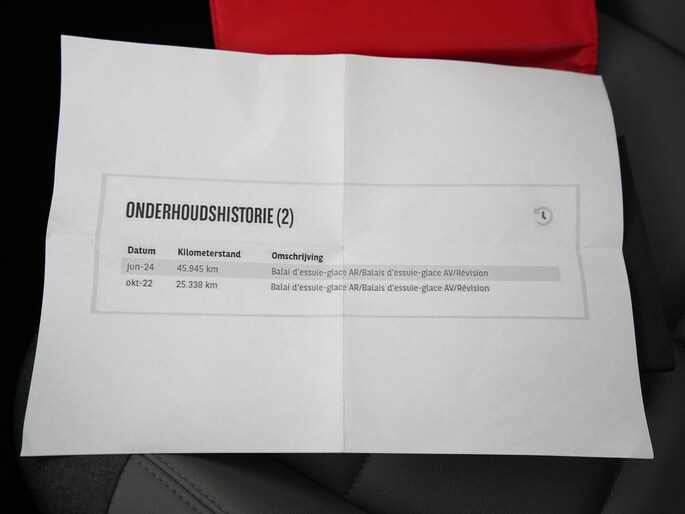 ONDERHOUDSHISTORIE (2)
Datum Kilometerstand Omschrijving
jun-24 45.945 km Balai d'essuie-glace AR/Balais d'essuie-glace AV/Révision
okt-22 25.338 km Balai d'essuie-glace AR/Balais d'essuie-glace AV/Révision